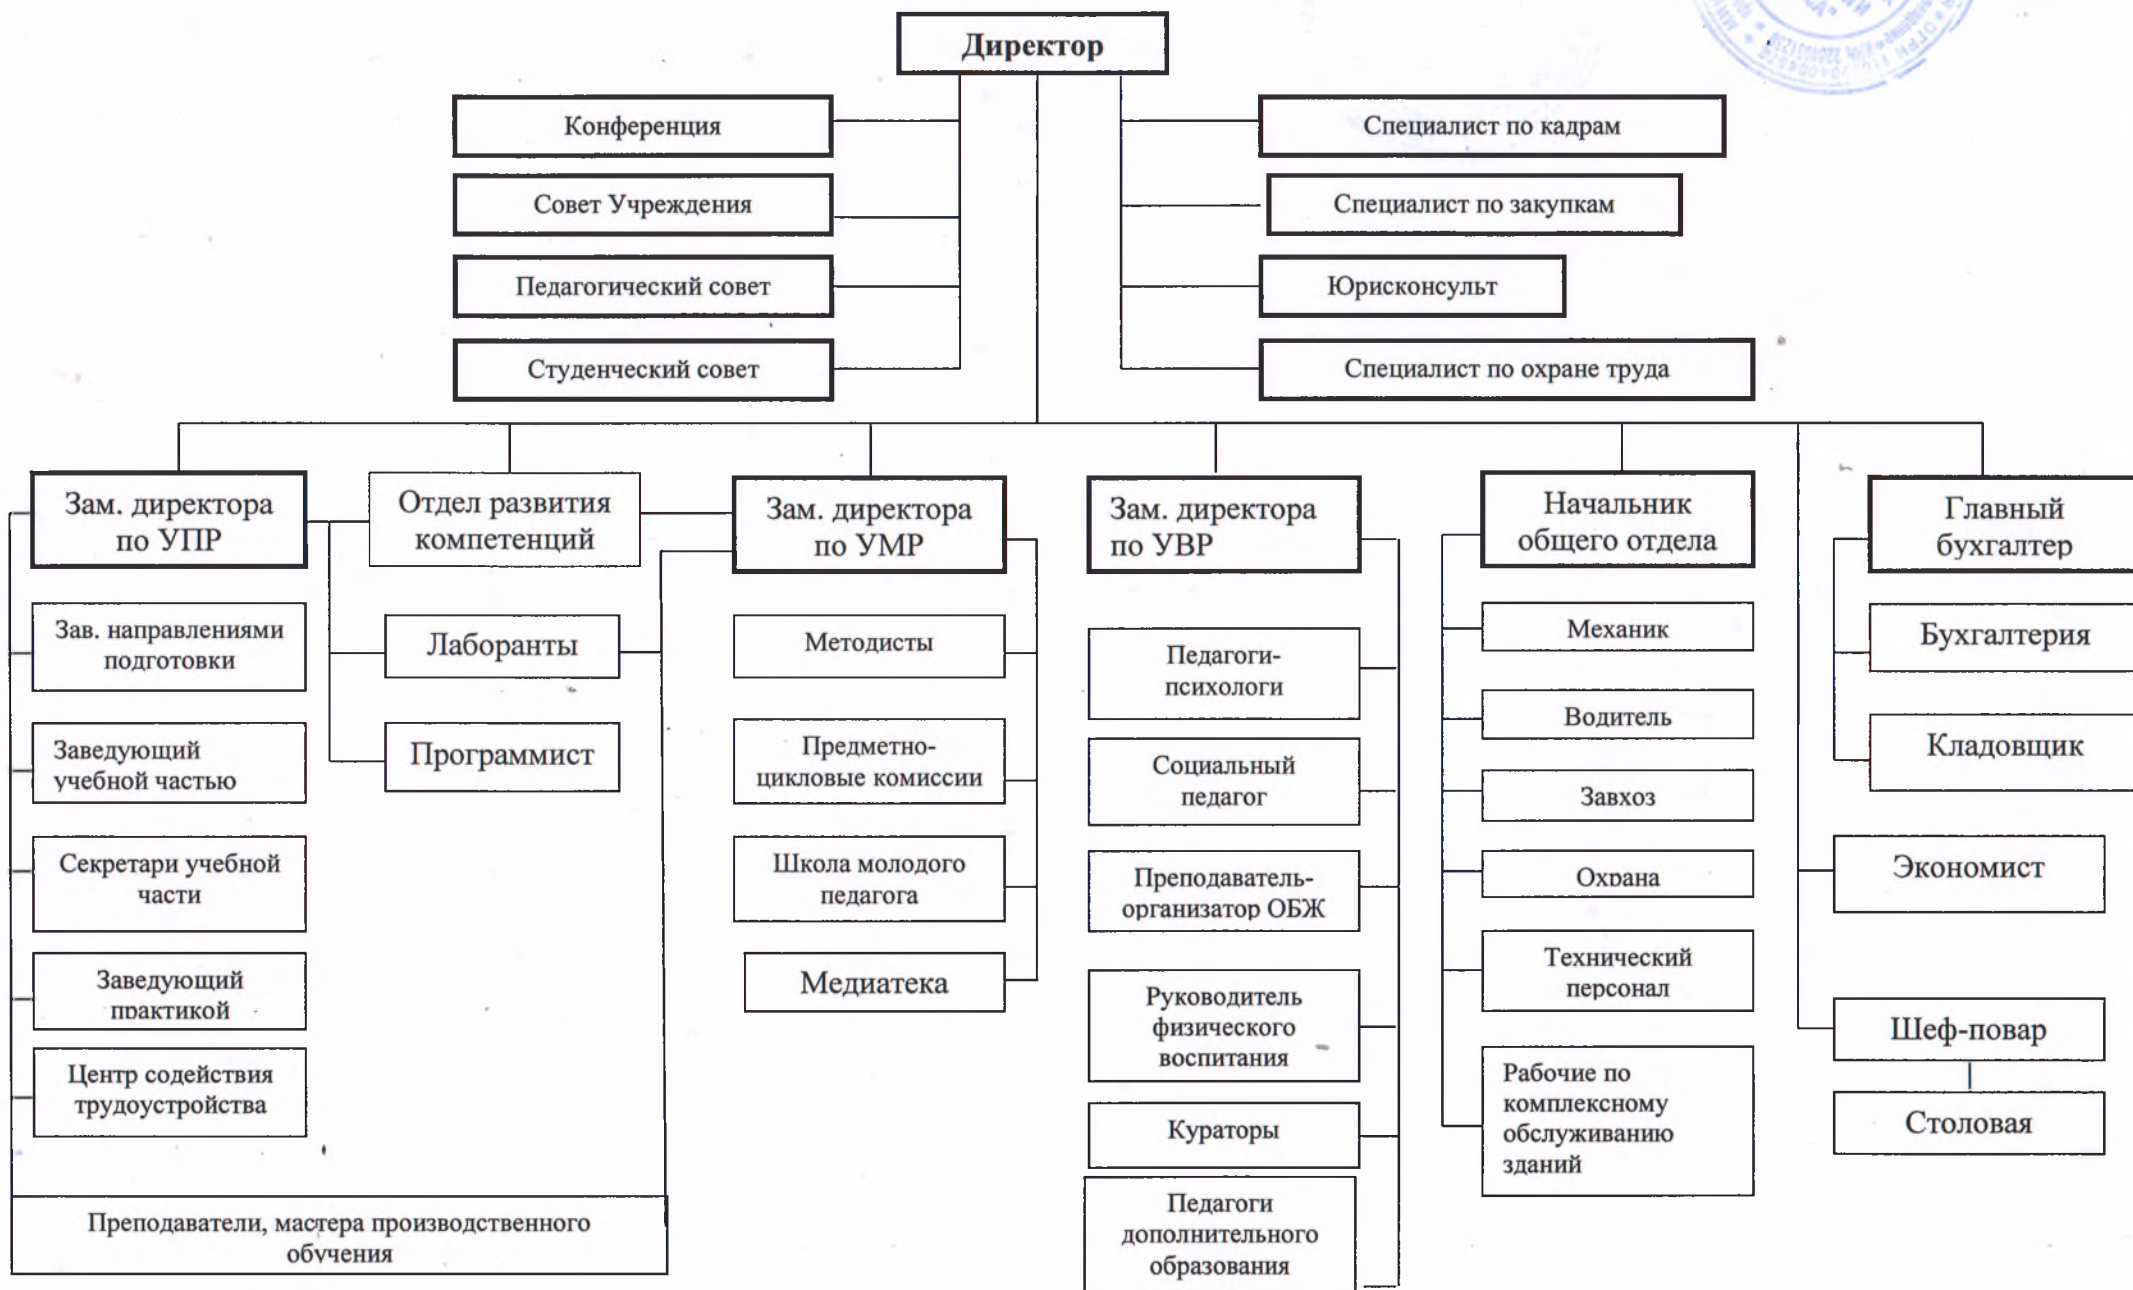 Директор
Конференция
Специалист по кадрам
Совет Учреждения
Специалист по закупкам
Педагогический совет
Юрисконсульт
Студенческий совет
Специалист по охране труда
Зам. директора
по УПР
Отдел развития
компетенций
Зам. директора
по УМР
Зам. директора
по УВР
Начальник
общего отдела
Главный
бухгалтер
Зав. направлениями
подготовки
Заведующий
учебной частью
Секретари учебной
части
Заведующий
практикой
Центр содействия
трудоустройства
Лаборанты
Программист
Преподаватели, мастера производственного
обучения
Методисты
Предметно-
цикловые комиссии
Школа молодого
педагога
Медиатека
Педагоги-
психологи
Социальный
педагог
Преподаватель-
организатор ОБЖ
Руководитель
физического
воспитания
Кураторы
Педагоги
дополнительного
образования
Механик
Водитель
Завхоз
Охрана
Технический
персонал
Рабочие по
комплексному
обслуживанию
зданий
Бухгалтерия
Кладовщик
Экономист
Шеф-повар
Столовая